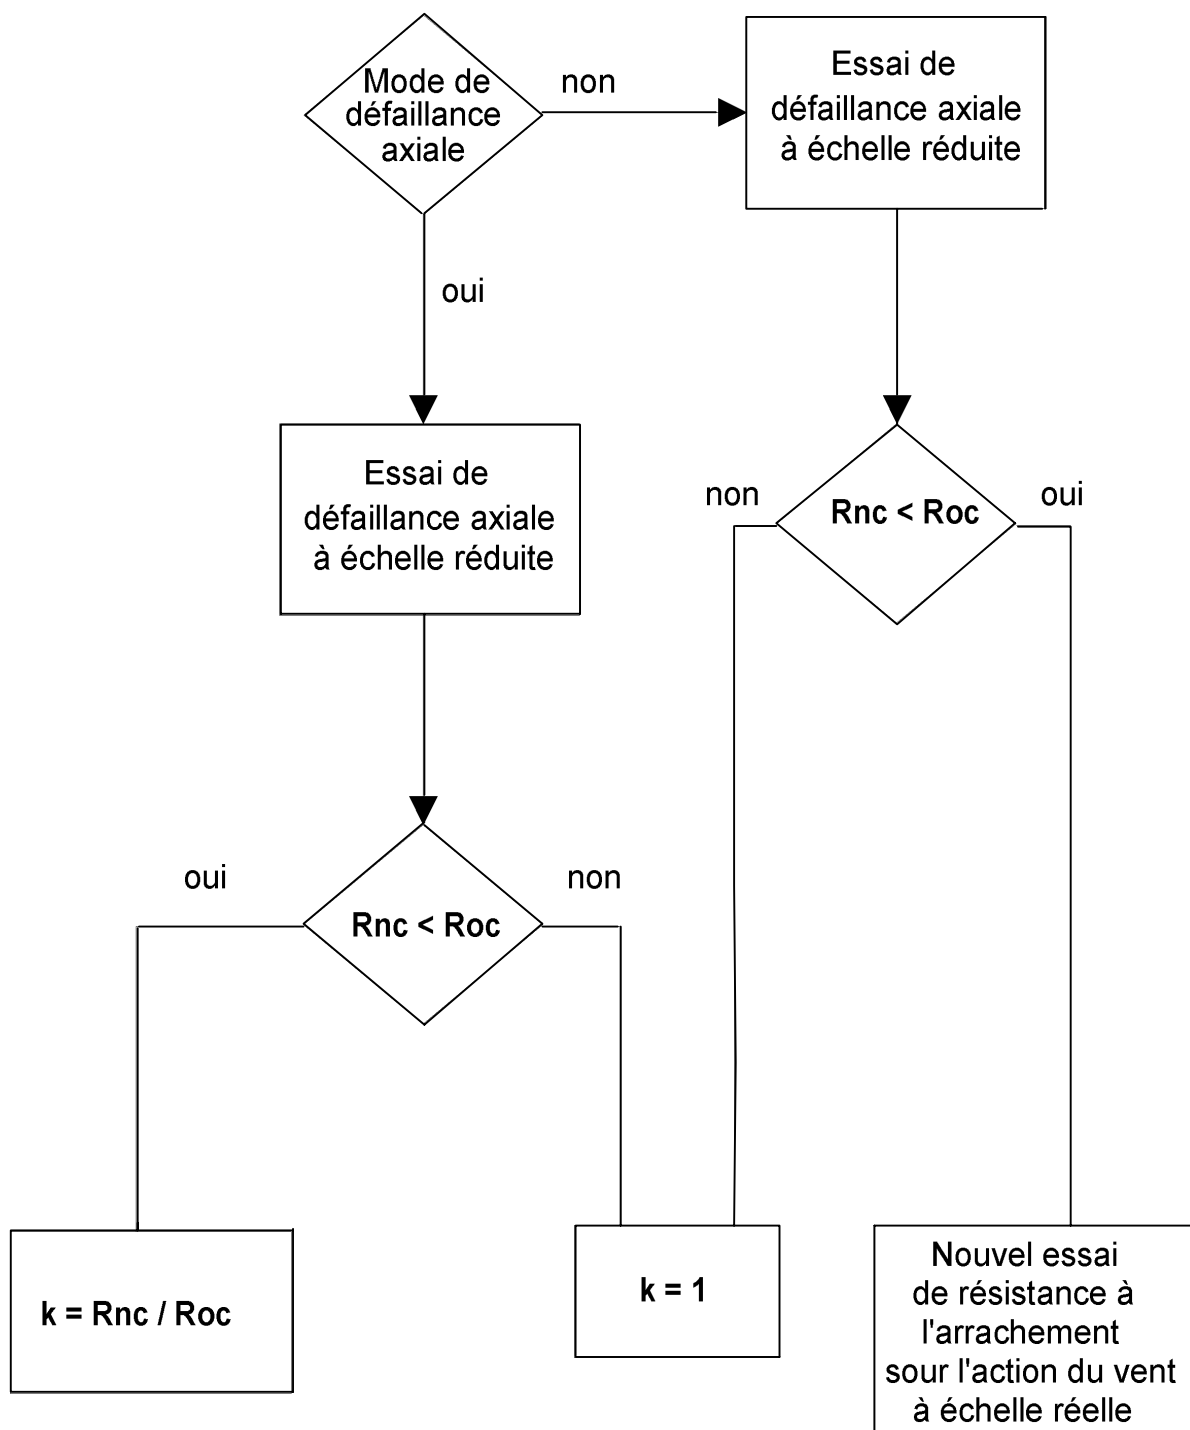 Mode de
défaillance
axiale
non
Essai de
défaillance axiale
à échelle réduite
oui
Essai de
défaillance axiale
à échelle réduite
non
Rnc < Roc
oui
oui
Rnc < Roc
non
k = Rnc / Roc
k = 1
Nouvel essai
de résistance à
l'arrachement
sour l'action du vent
à échelle réelle